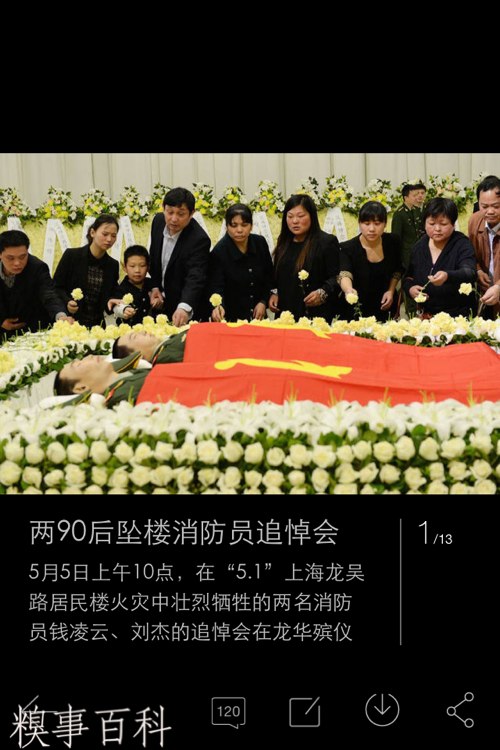 两90后坠楼消防员追悼会
1/13
5月5日上午10点，在“5.1”上海龙吴
路居民楼火灾中壮烈牺牲的两名消防
员钱凌云、刘杰的追悼会在龙华殡仪
120
糗事百科